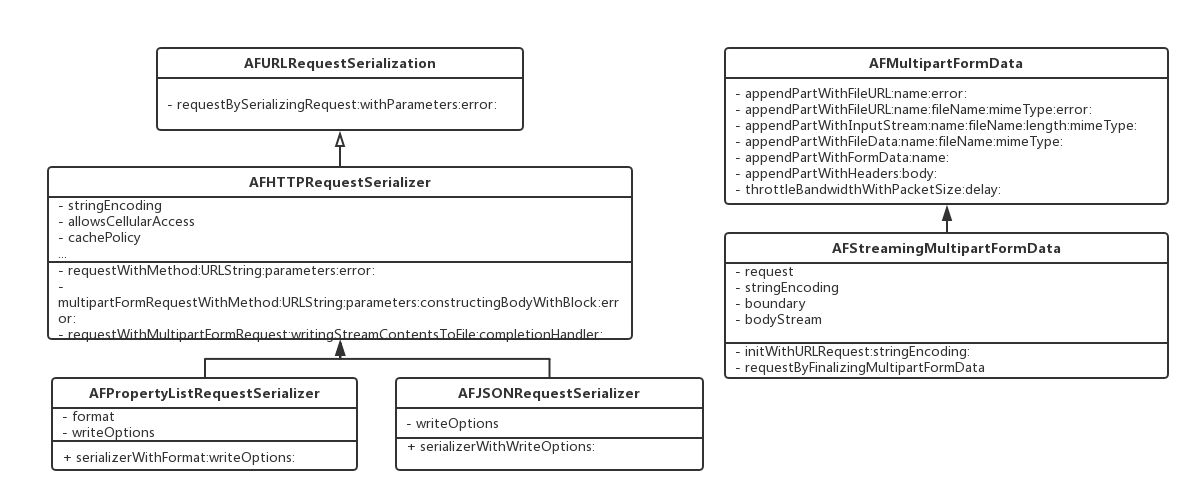 AFURLRequestSerialization
- requestBySerializingRequest:withParameters:error:
AFHTTPRequestSerializer
- stringEncoding
- allowsCellularAccess
- cachePolicy
...
- requestWithMethod:URLString:parameters:error:
-
multipartFormRequestWithMethod:URLString:parameters:constructingBodyWithBlock:err
or:
- requestWithMultipartFormRequest:writingStreamContentsToFile:completionHandler:
AFPropertyListRequestSerializer
- format
- writeOptions
+ serializerWithFormat:writeOptions:
AFJSONRequestSerializer
- writeOptions
+ serializerWithWriteOptions:
AFMultipartFormData
- appendPartWithFileURL:name:error:
- appendPartWithFileURL:name:fileName:mimeType:error:
- appendPartWithInputStream:name:fileName:length:mimeType:
- appendPartWithFileData:name:fileName:mimeType:
- appendPartWithFormData:name:
- appendPartWithHeaders:body:
- throttleBandwidthWithPacketSize:delay:
AFStreamingMultipartFormData
- request
- stringEncoding
- boundary
- bodyStream
- initWithURLRequest:stringEncoding:
- requestByFinalizingMultipartFormData